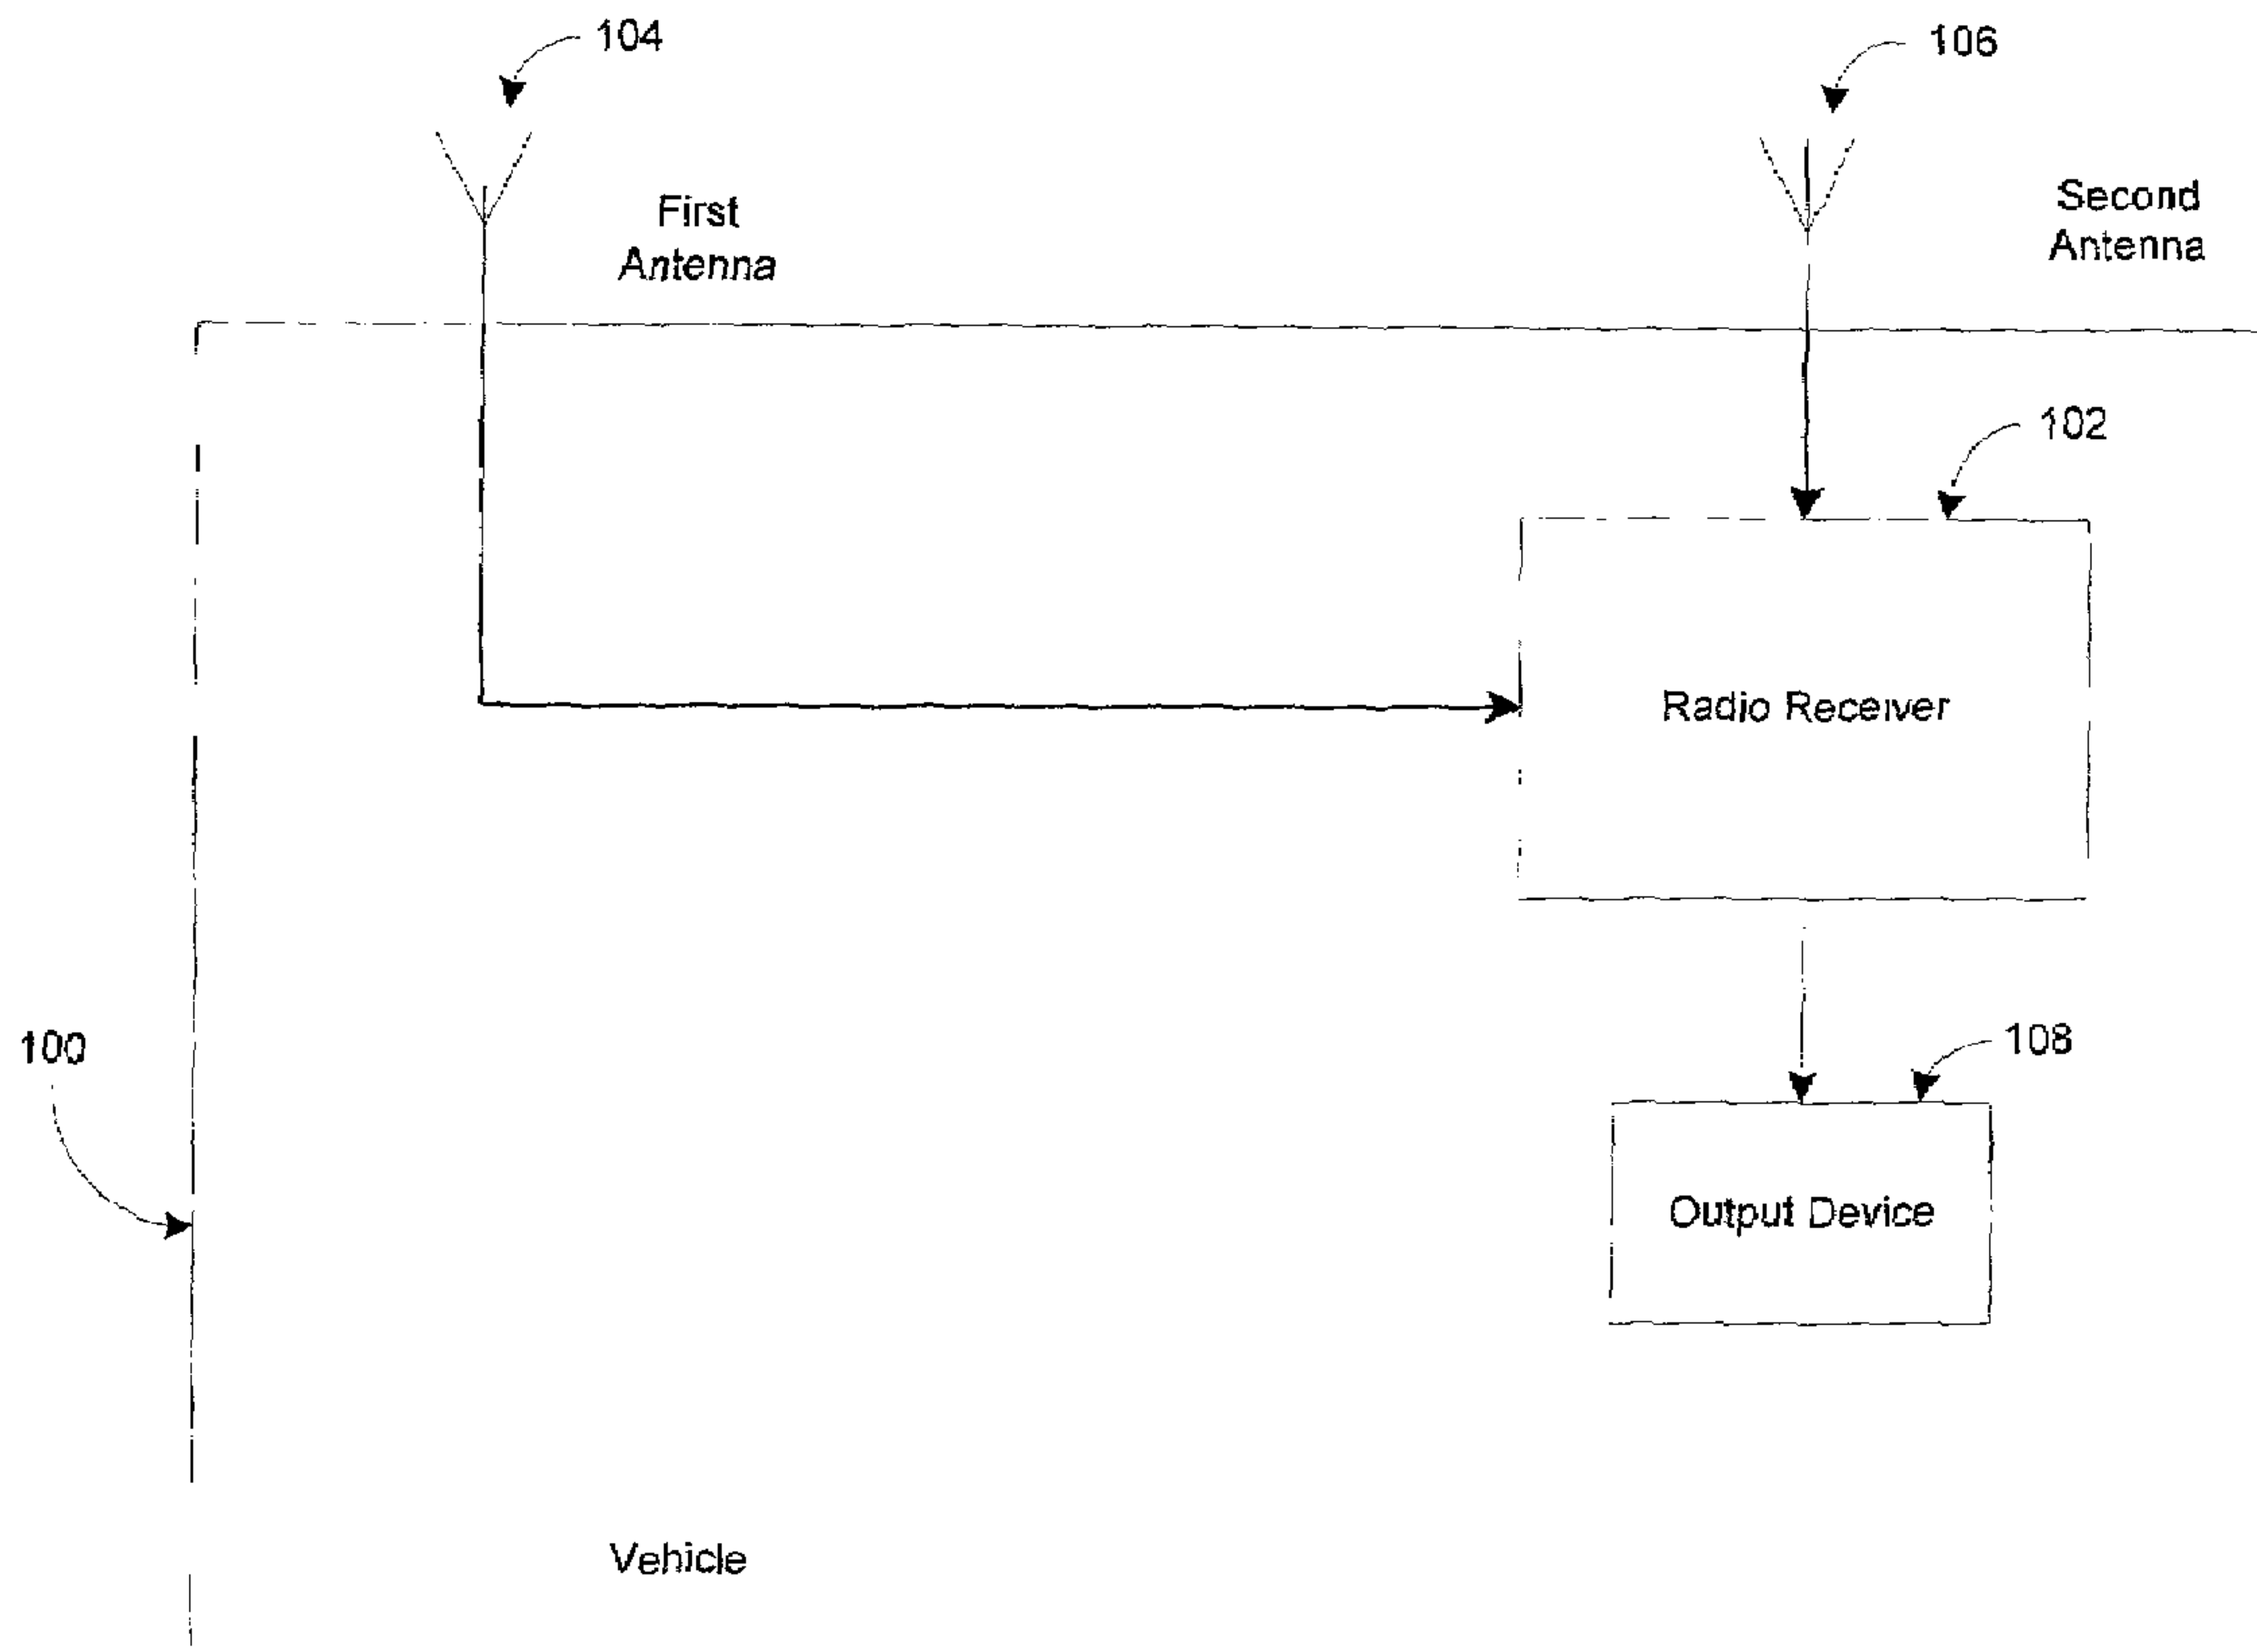 104
106
First
Antenna
Second
Antenna
102
Radio Receiver
100
108
Output Device
Vehicle